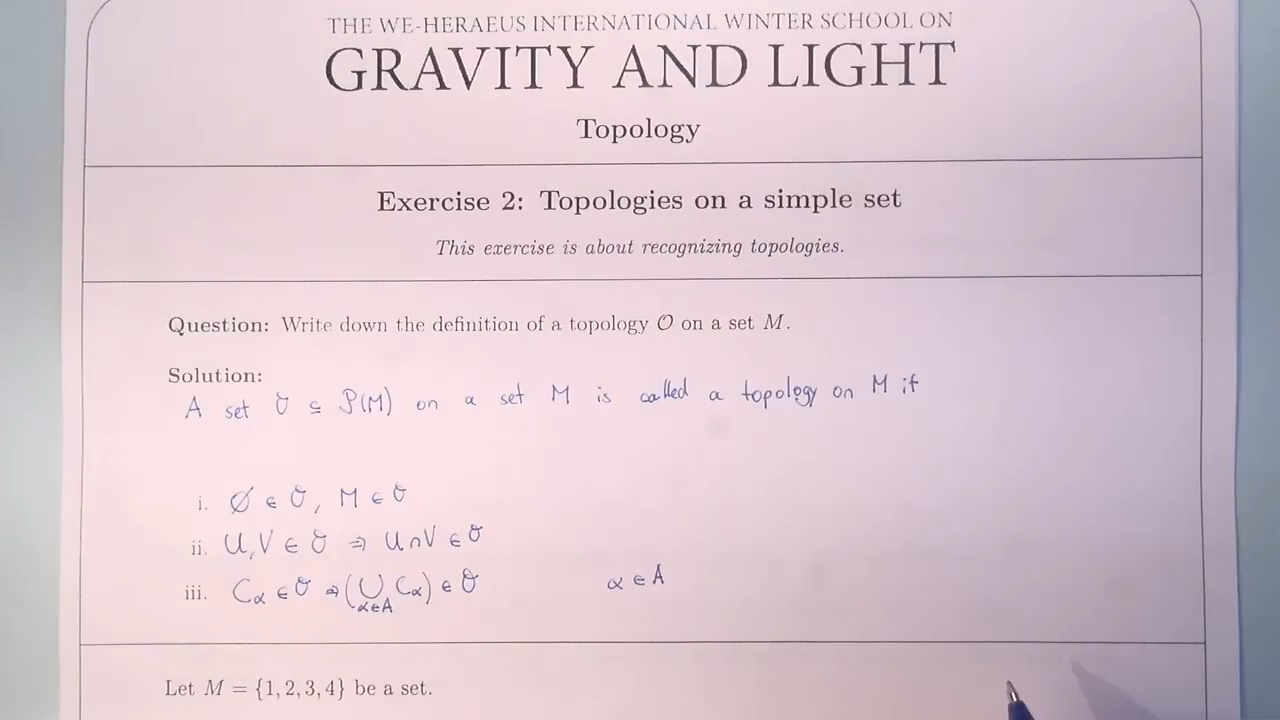 THE WE-HERAEUS INTERNATIONAL WINTER SCHOOL ON
GRAVITY AND LIGHT
Topology
Exercise 2: Topologies on a simple set
This exercise is about recognizing topologies.
Question: Write down the definition of a topology 𝒪 on a set M.
Solution:
A set 𝒪 ⊆ 𝒫(M) on a set M is called a topology on M if
i. ∅ ∈ 𝒪, M ∈ 𝒪
ii. U,V ∈ 𝒪 ⇒ U∩V ∈ 𝒪
iii. C_α ∈ 𝒪 ⇒ (⋃_{α∈A} C_α) ∈ 𝒪 α ∈ A
Let M = {1, 2, 3, 4} be a set.